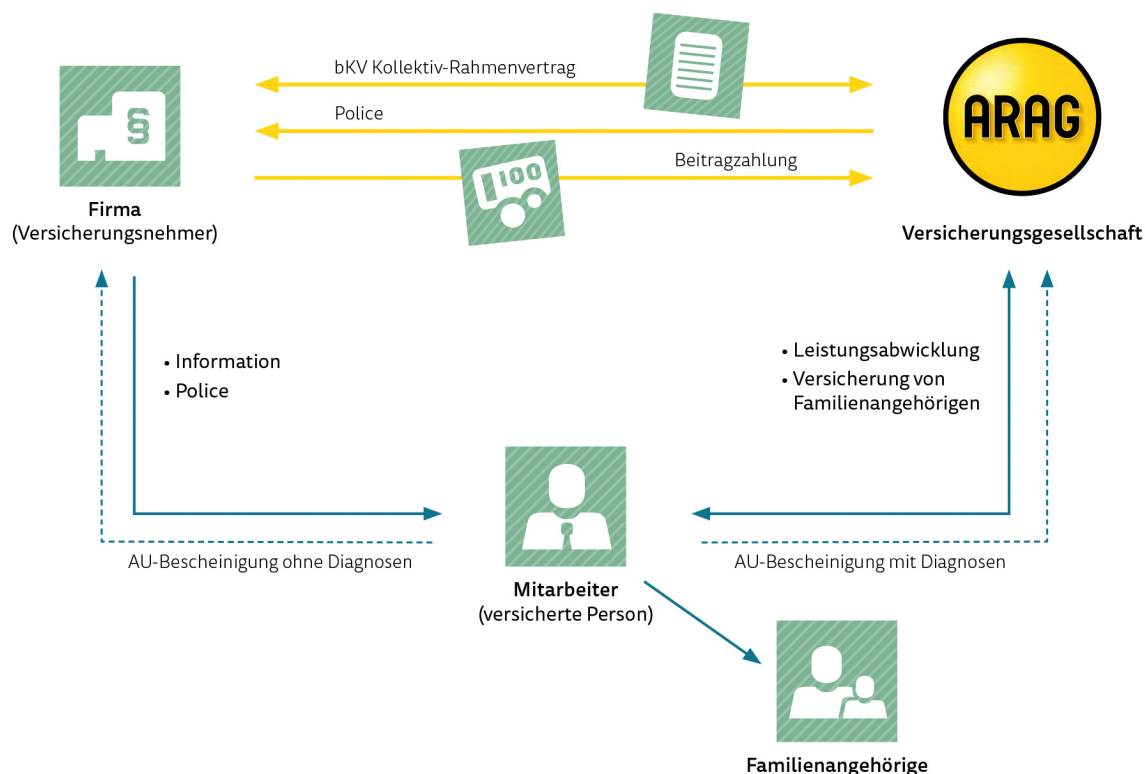 bKV Kollektiv-Rahmenvertrag
Police
Beitragzahlung
100
§
ARAG
Firma
(Versicherungsnehmer)
Versicherungsgesellschaft
• Information
• Police
• Leistungsabwicklung
• Versicherung von
Familienangehörigen
AU-Bescheinigung ohne Diagnosen
AU-Bescheinigung mit Diagnosen
Mitarbeiter
(versicherte Person)
Familienangehörige